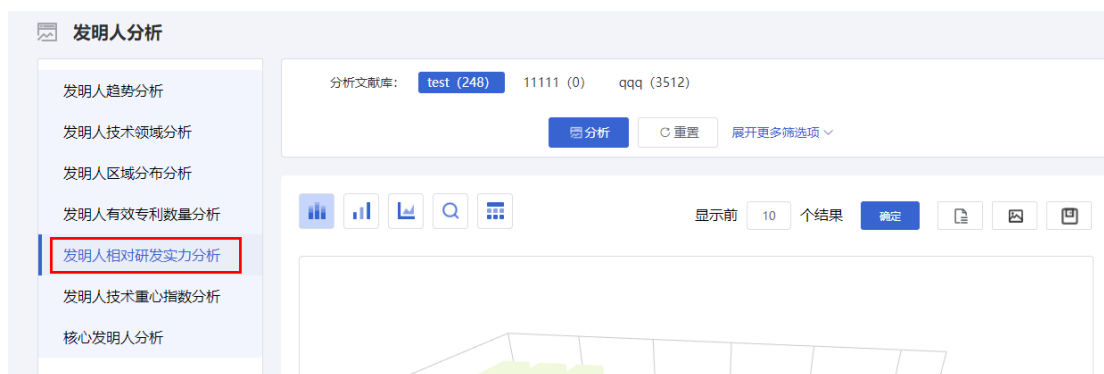 发明人分析
发明人趋势分析
发明人技术领域分析
发明人区域分布分析
发明人有效专利数量分析
发明人相对研发实力分析
发明人技术重心指数分析
核心发明人分析
分析文献库： test (248) 11111 (0) qqq (3512)
分析 重置 展开更多筛选项
显示前 10 个结果 确定